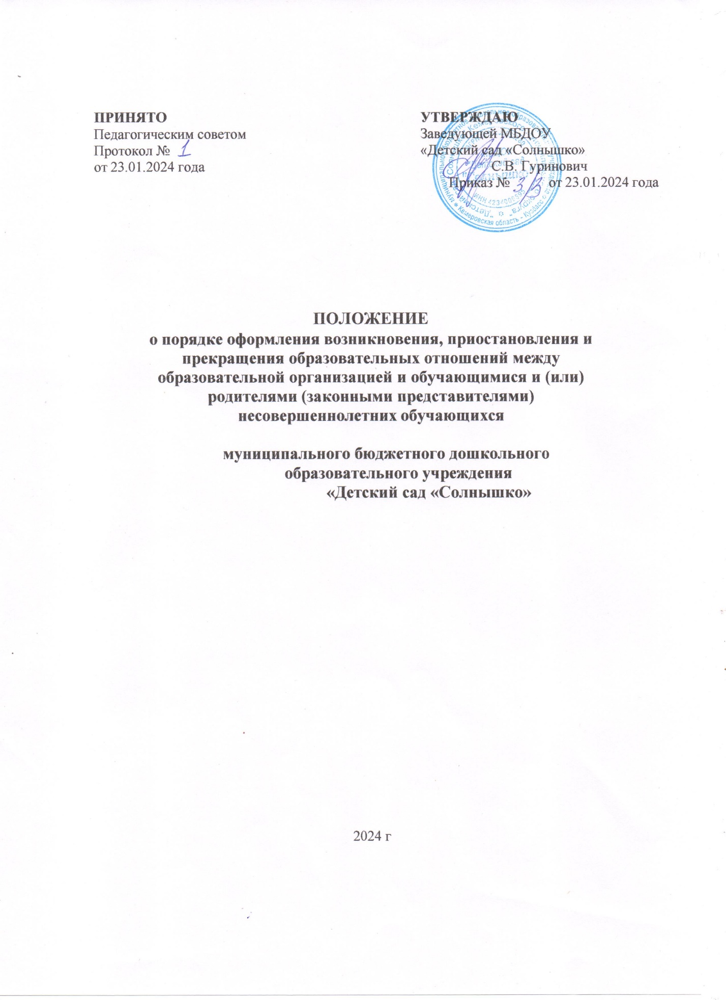 ПРИНЯТО
Педагогическим советом
Протокол № 1
от 23.01.2024 года
УТВЕРЖДАЮ
Заведующей МБДОУ
«Детский сад «Солнышко»
С.В. Гуринович
Приказ № 3/3 от 23.01.2024 года
Кемеровская область - Кузбасс
ПОЛОЖЕНИЕ
о порядке оформления возникновения, приостановления и
прекращения образовательных отношений между
образовательной организацией и обучающимися и (или)
родителями (законными представителями)
несовершеннолетних обучающихся
муниципального бюджетного дошкольного
образовательного учреждения
«Детский сад «Солнышко»
2024 г